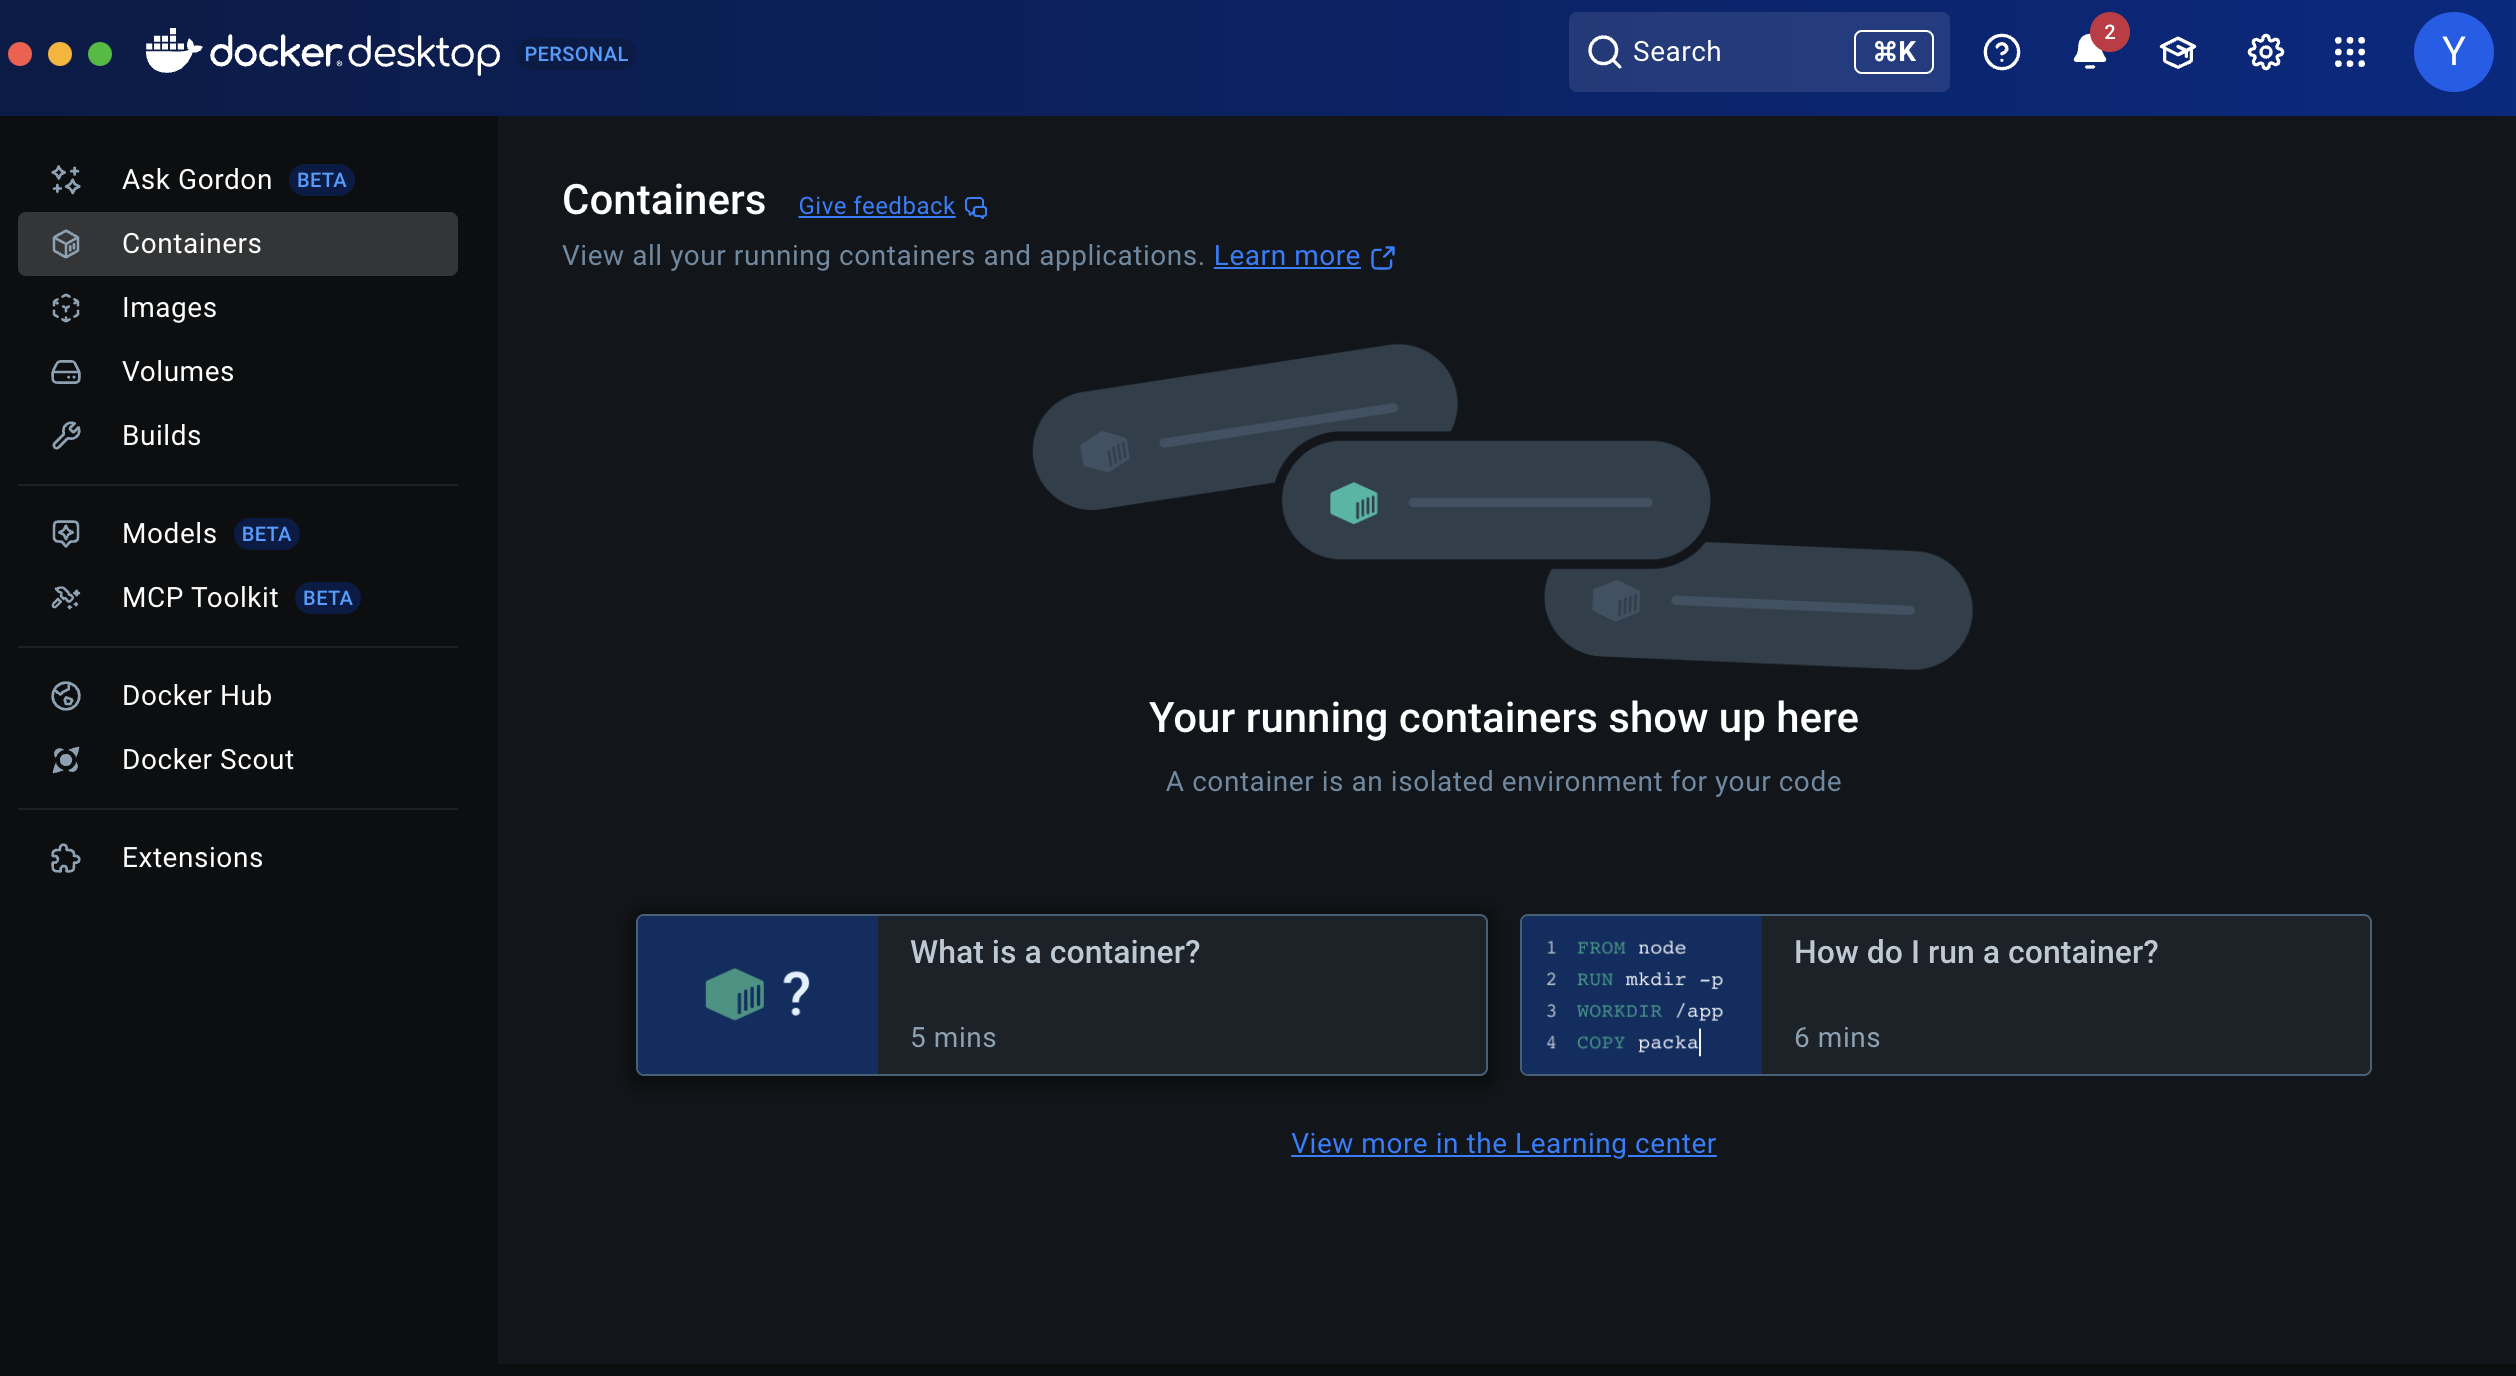 docker desktop PERSONAL
Search ⌘K
2
Y
Ask Gordon BETA
Containers
Images
Volumes
Builds
Models BETA
MCP Toolkit BETA
Docker Hub
Docker Scout
Extensions
Containers Give feedback
View all your running containers and applications. Learn more
Your running containers show up here
A container is an isolated environment for your code
?
What is a container?
5 mins
1 FROM node
2 RUN mkdir -p
3 WORKDIR /app
4 COPY packa
How do I run a container?
6 mins
View more in the Learning center